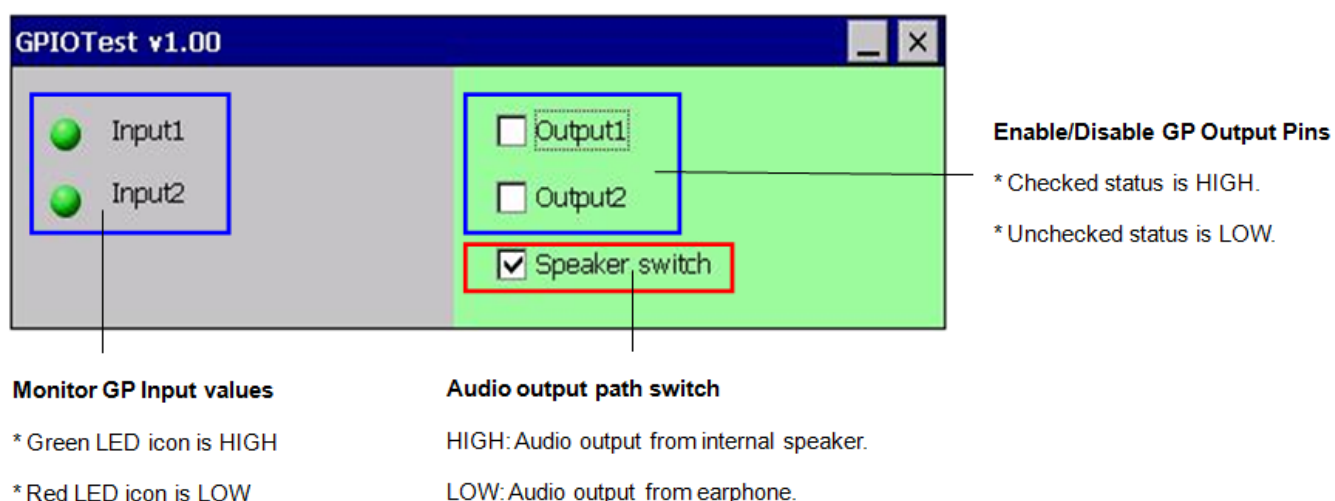 GPIOTest v1.00
Input1
Input2
Output1
Output2
Speaker switch
Enable/Disable GP Output Pins
* Checked status is HIGH.
* Unchecked status is LOW.
Monitor GP Input values
* Green LED icon is HIGH
* Red LED icon is LOW
Audio output path switch
HIGH: Audio output from internal speaker.
LOW: Audio output from earphone.